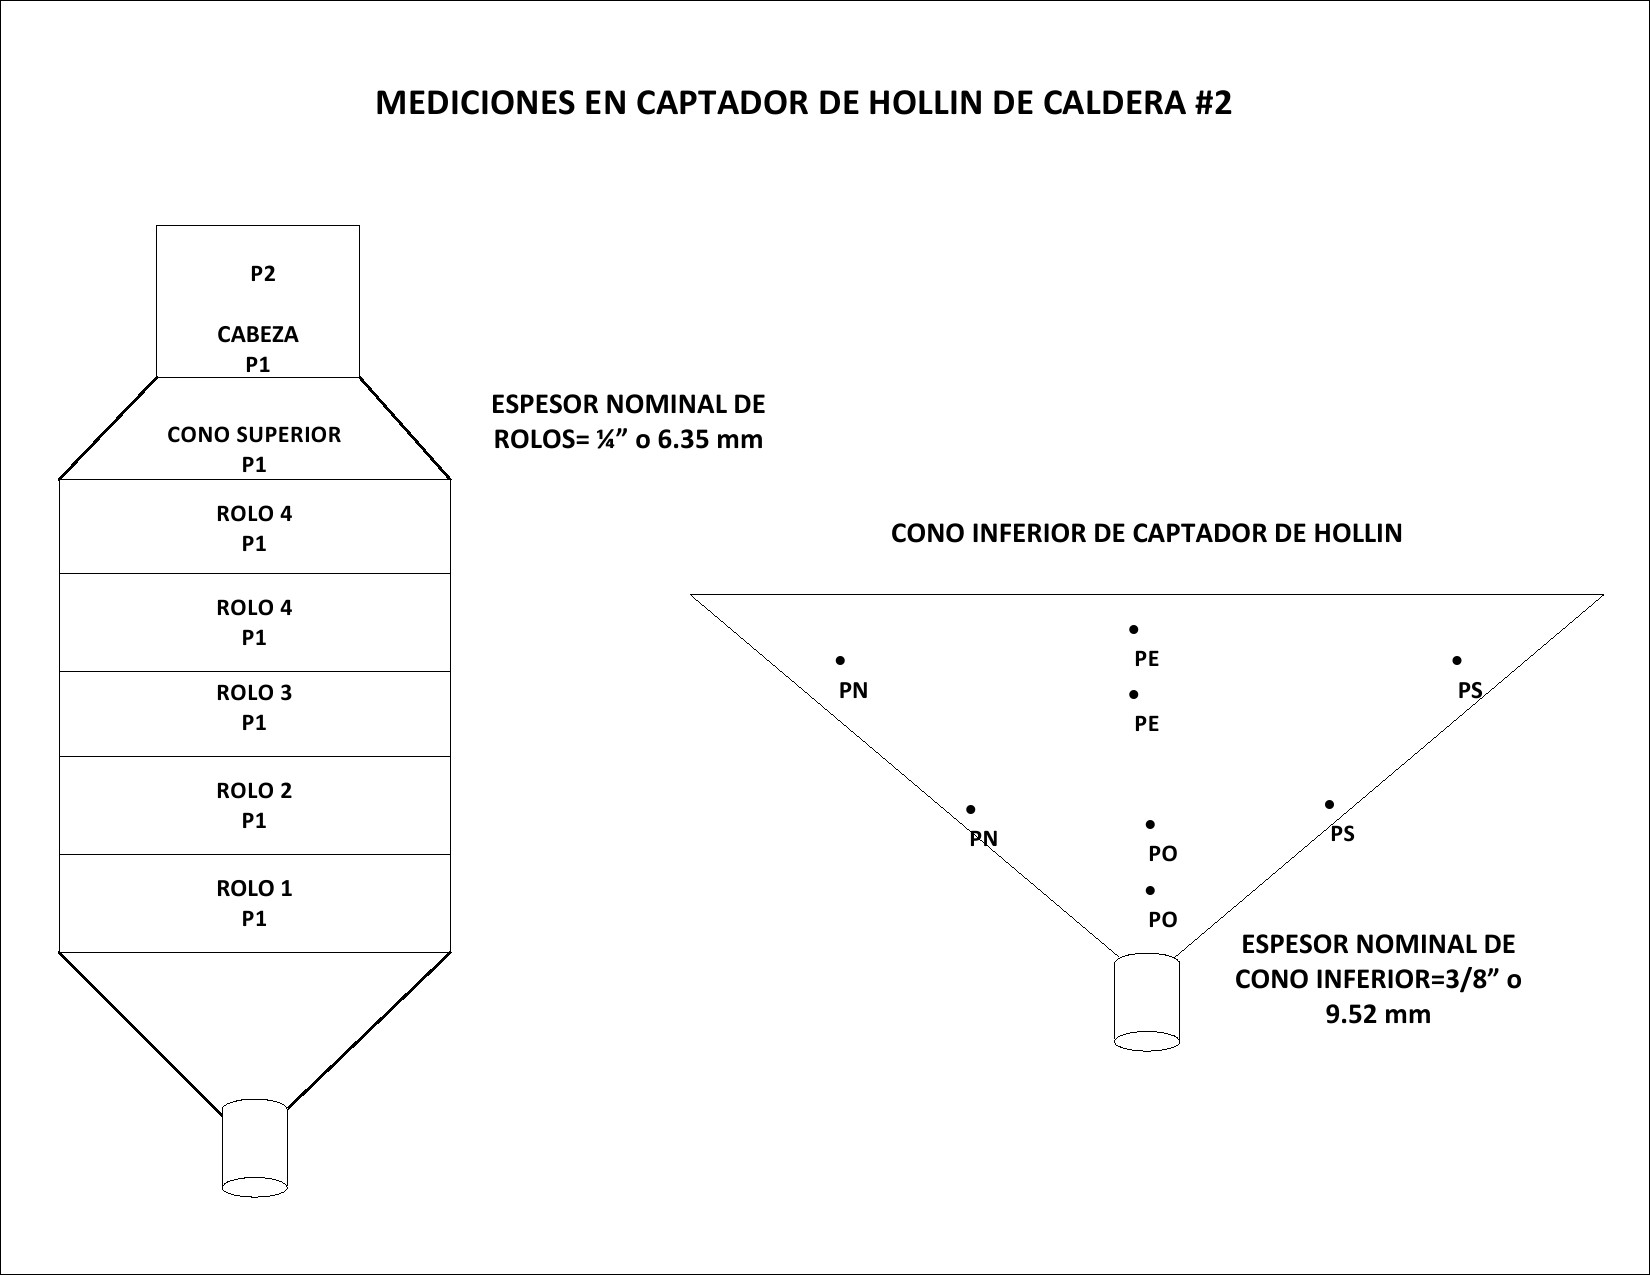 MEDICIONES EN CAPTADOR DE HOLLIN DE CALDERA #2
P2
CABEZA
P1
CONO SUPERIOR
P1
ROLO 4
P1
ROLO 4
P1
ROLO 3
P1
ROLO 2
P1
ROLO 1
P1
ESPESOR NOMINAL DE
ROLOS= ¼” o 6.35 mm
CONO INFERIOR DE CAPTADOR DE HOLLIN
PE
PN
PS
PE
PN
PS
PO
PO
ESPESOR NOMINAL DE
CONO INFERIOR=3/8” o
9.52 mm